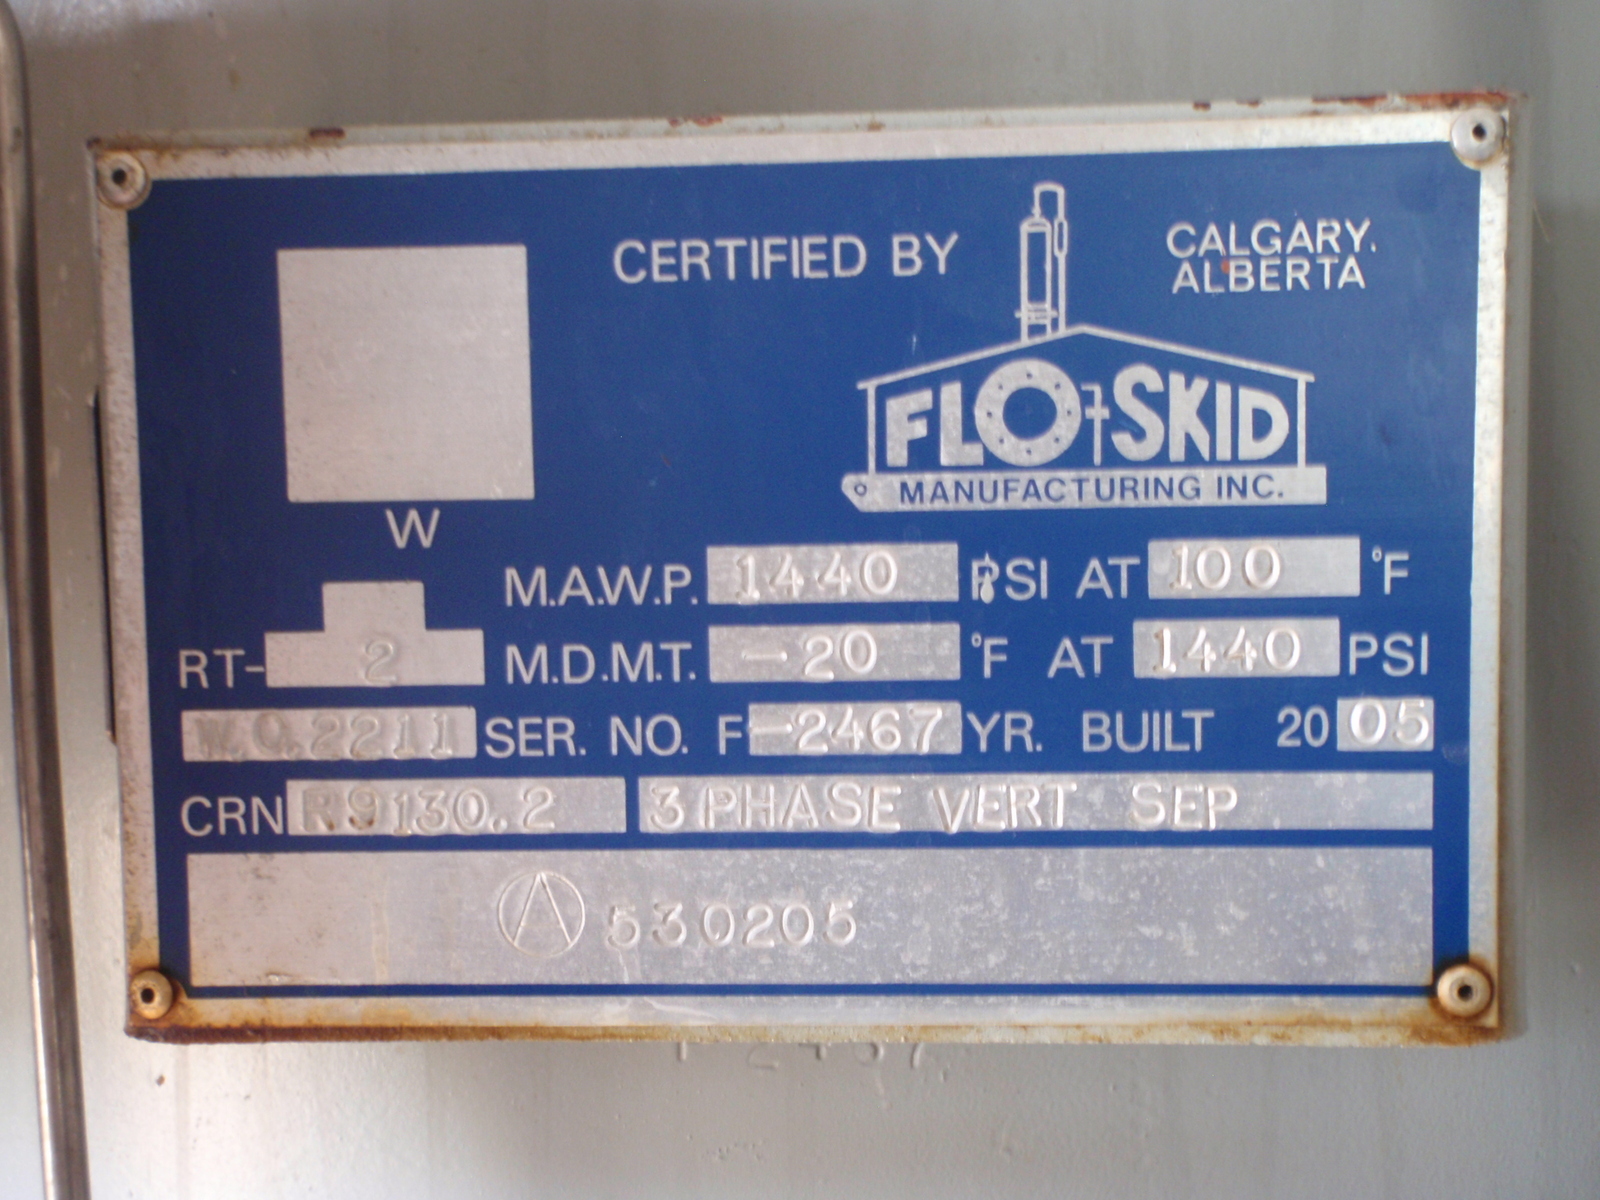 CERTIFIED BY
CALGARY,
ALBERTA
FLO-SKID
MANUFACTURING INC.
W
M.A.W.P. 1440 PSI AT 100 °F
RT-2 M.D.M.T. -20 °F AT 1440 PSI
W.O.2211 SER. NO. F-2467 YR. BUILT 2005
CRN R9130.2 3 PHASE VERT SEP
A 530205